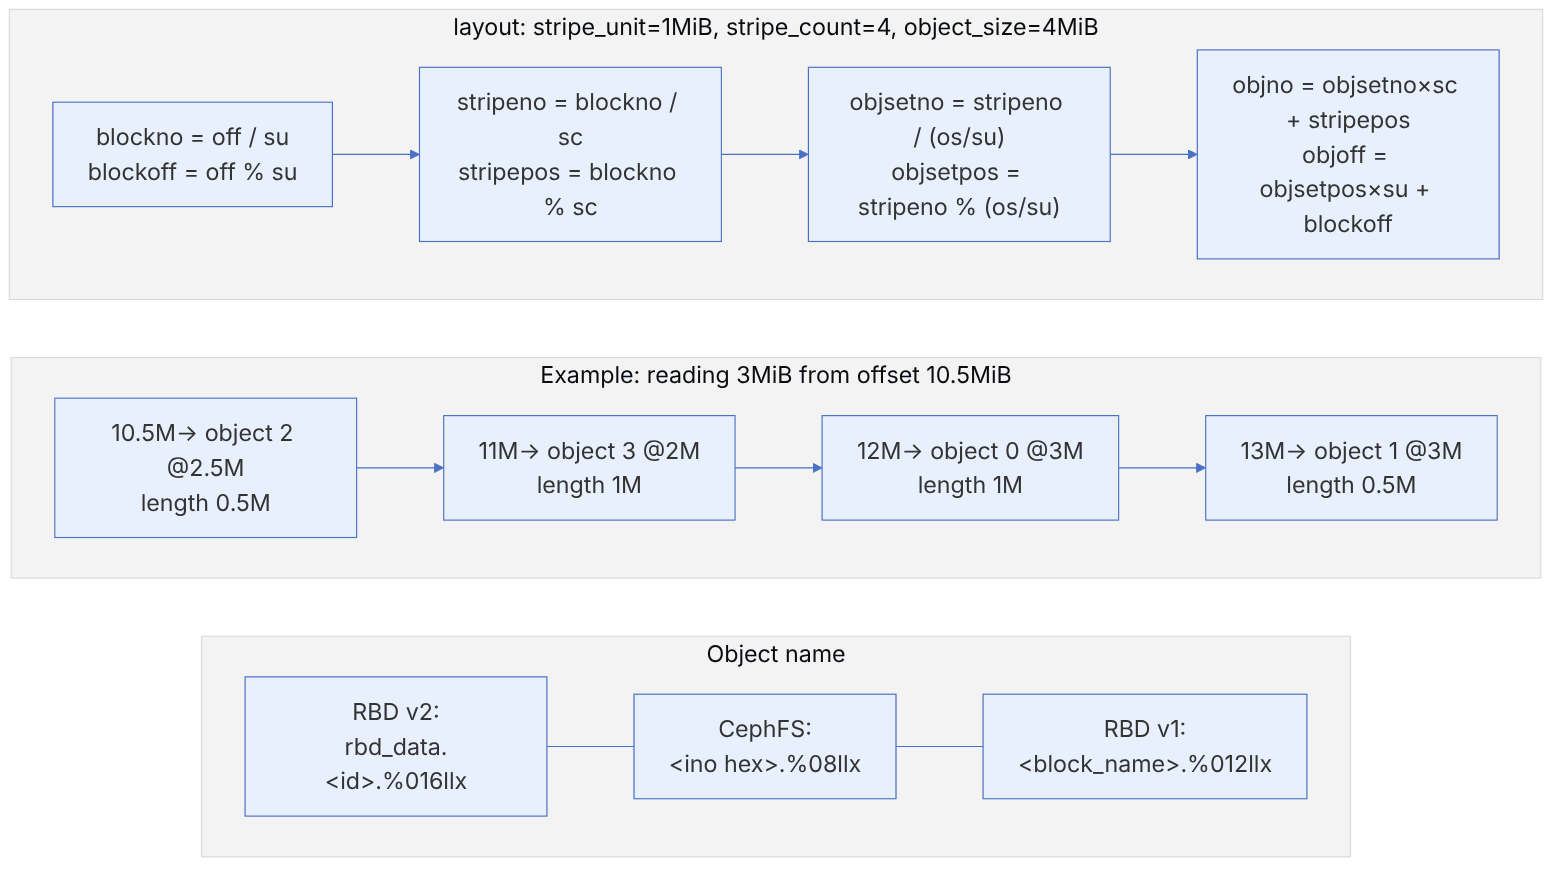 layout: stripe_unit=1MiB, stripe_count=4, object_size=4MiB
blockno = off / su
blockoff = off % su
stripeno = blockno /
sc
stripepos = blockno
% sc
objsetno = stripeno
/ (os/su)
objsetpos =
stripeno % (os/su)
objno = objsetno×sc
+ stripepos
objoff =
objsetpos×su +
blockoff
Example: reading 3MiB from offset 10.5MiB
10.5M→ object 2
@2.5M
length 0.5M
11M→ object 3 @2M
length 1M
12M→ object 0 @3M
length 1M
13M→ object 1 @3M
length 0.5M
Object name
RBD v2:
rbd_data.
<id>.%016llx
CephFS:
<ino hex>.%08llx
RBD v1:
<block_name>.%012llx